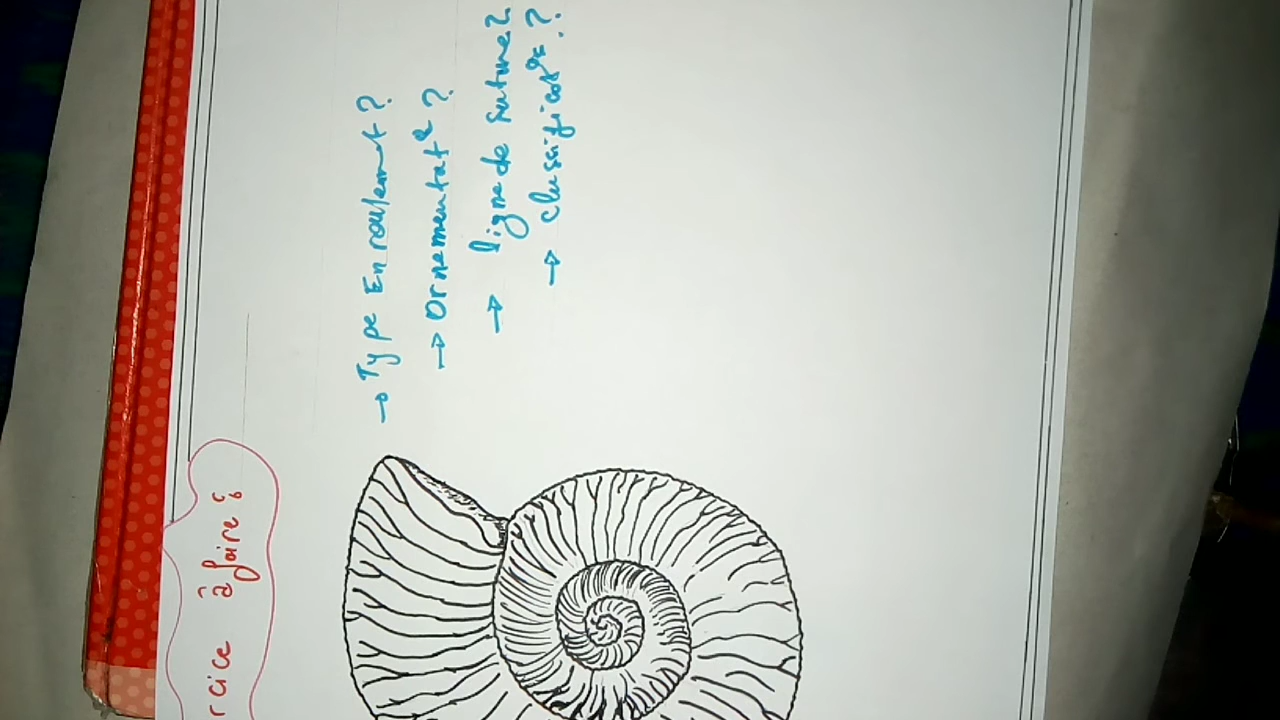 rcice à faire :
→ Type Enroulement ?
→ Ornementat° ?
→ ligne de suture ?
→ classificat° ?